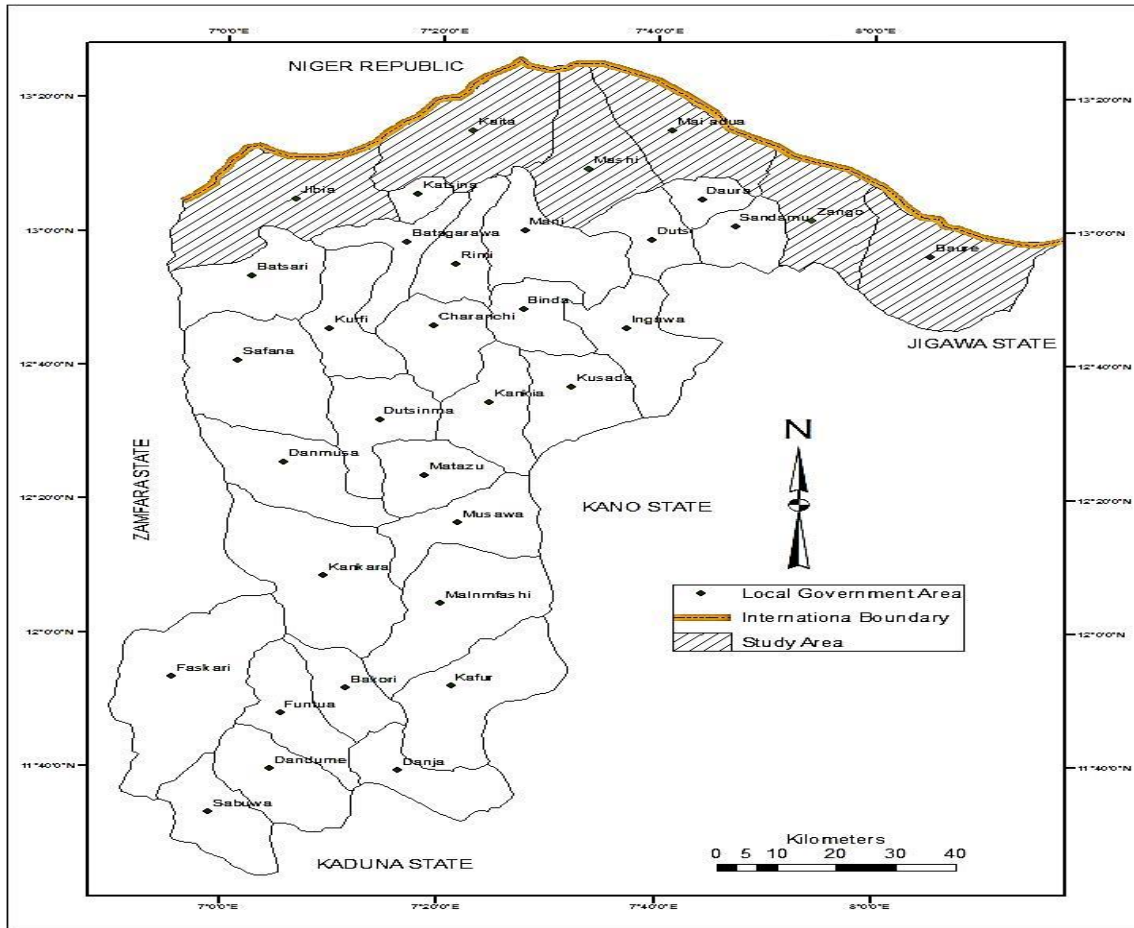 7°0'0"E 7°20'0"E 7°40'0"E 8°0'0"E
NIGER REPUBLIC
13°20'0"N 13°20'0"N
Kaita Mai adua
Mashi
Jibia Katsina Daura
Zango
Sandamu
Mani
13°0'0"N Batagarawa Dutsi 13°0'0"N
Rimi Baure
Batsari
Binda
Kurfi Charanchi Ingawa
JIGAWA STATE
12°40'0"N Safana 12°40'0"N
Kusada
Kankia
Dutsinma
N
ZAMFARA STATE
Danmusa
Matazu
12°20'0"N KANO STATE 12°20'0"N
Musawa
Kankara
Malnmfashi
Local Government Area
Internationa Boundary
12°0'0"N Study Area 12°0'0"N
Faskari
Bakori Kafur
Funtua
11°40'0"N Dandume Danja 11°40'0"N
Sabuwa
Kilometers
0 5 10 20 30 40
KADUNA STATE
7°0'0"E 7°20'0"E 7°40'0"E 8°0'0"E